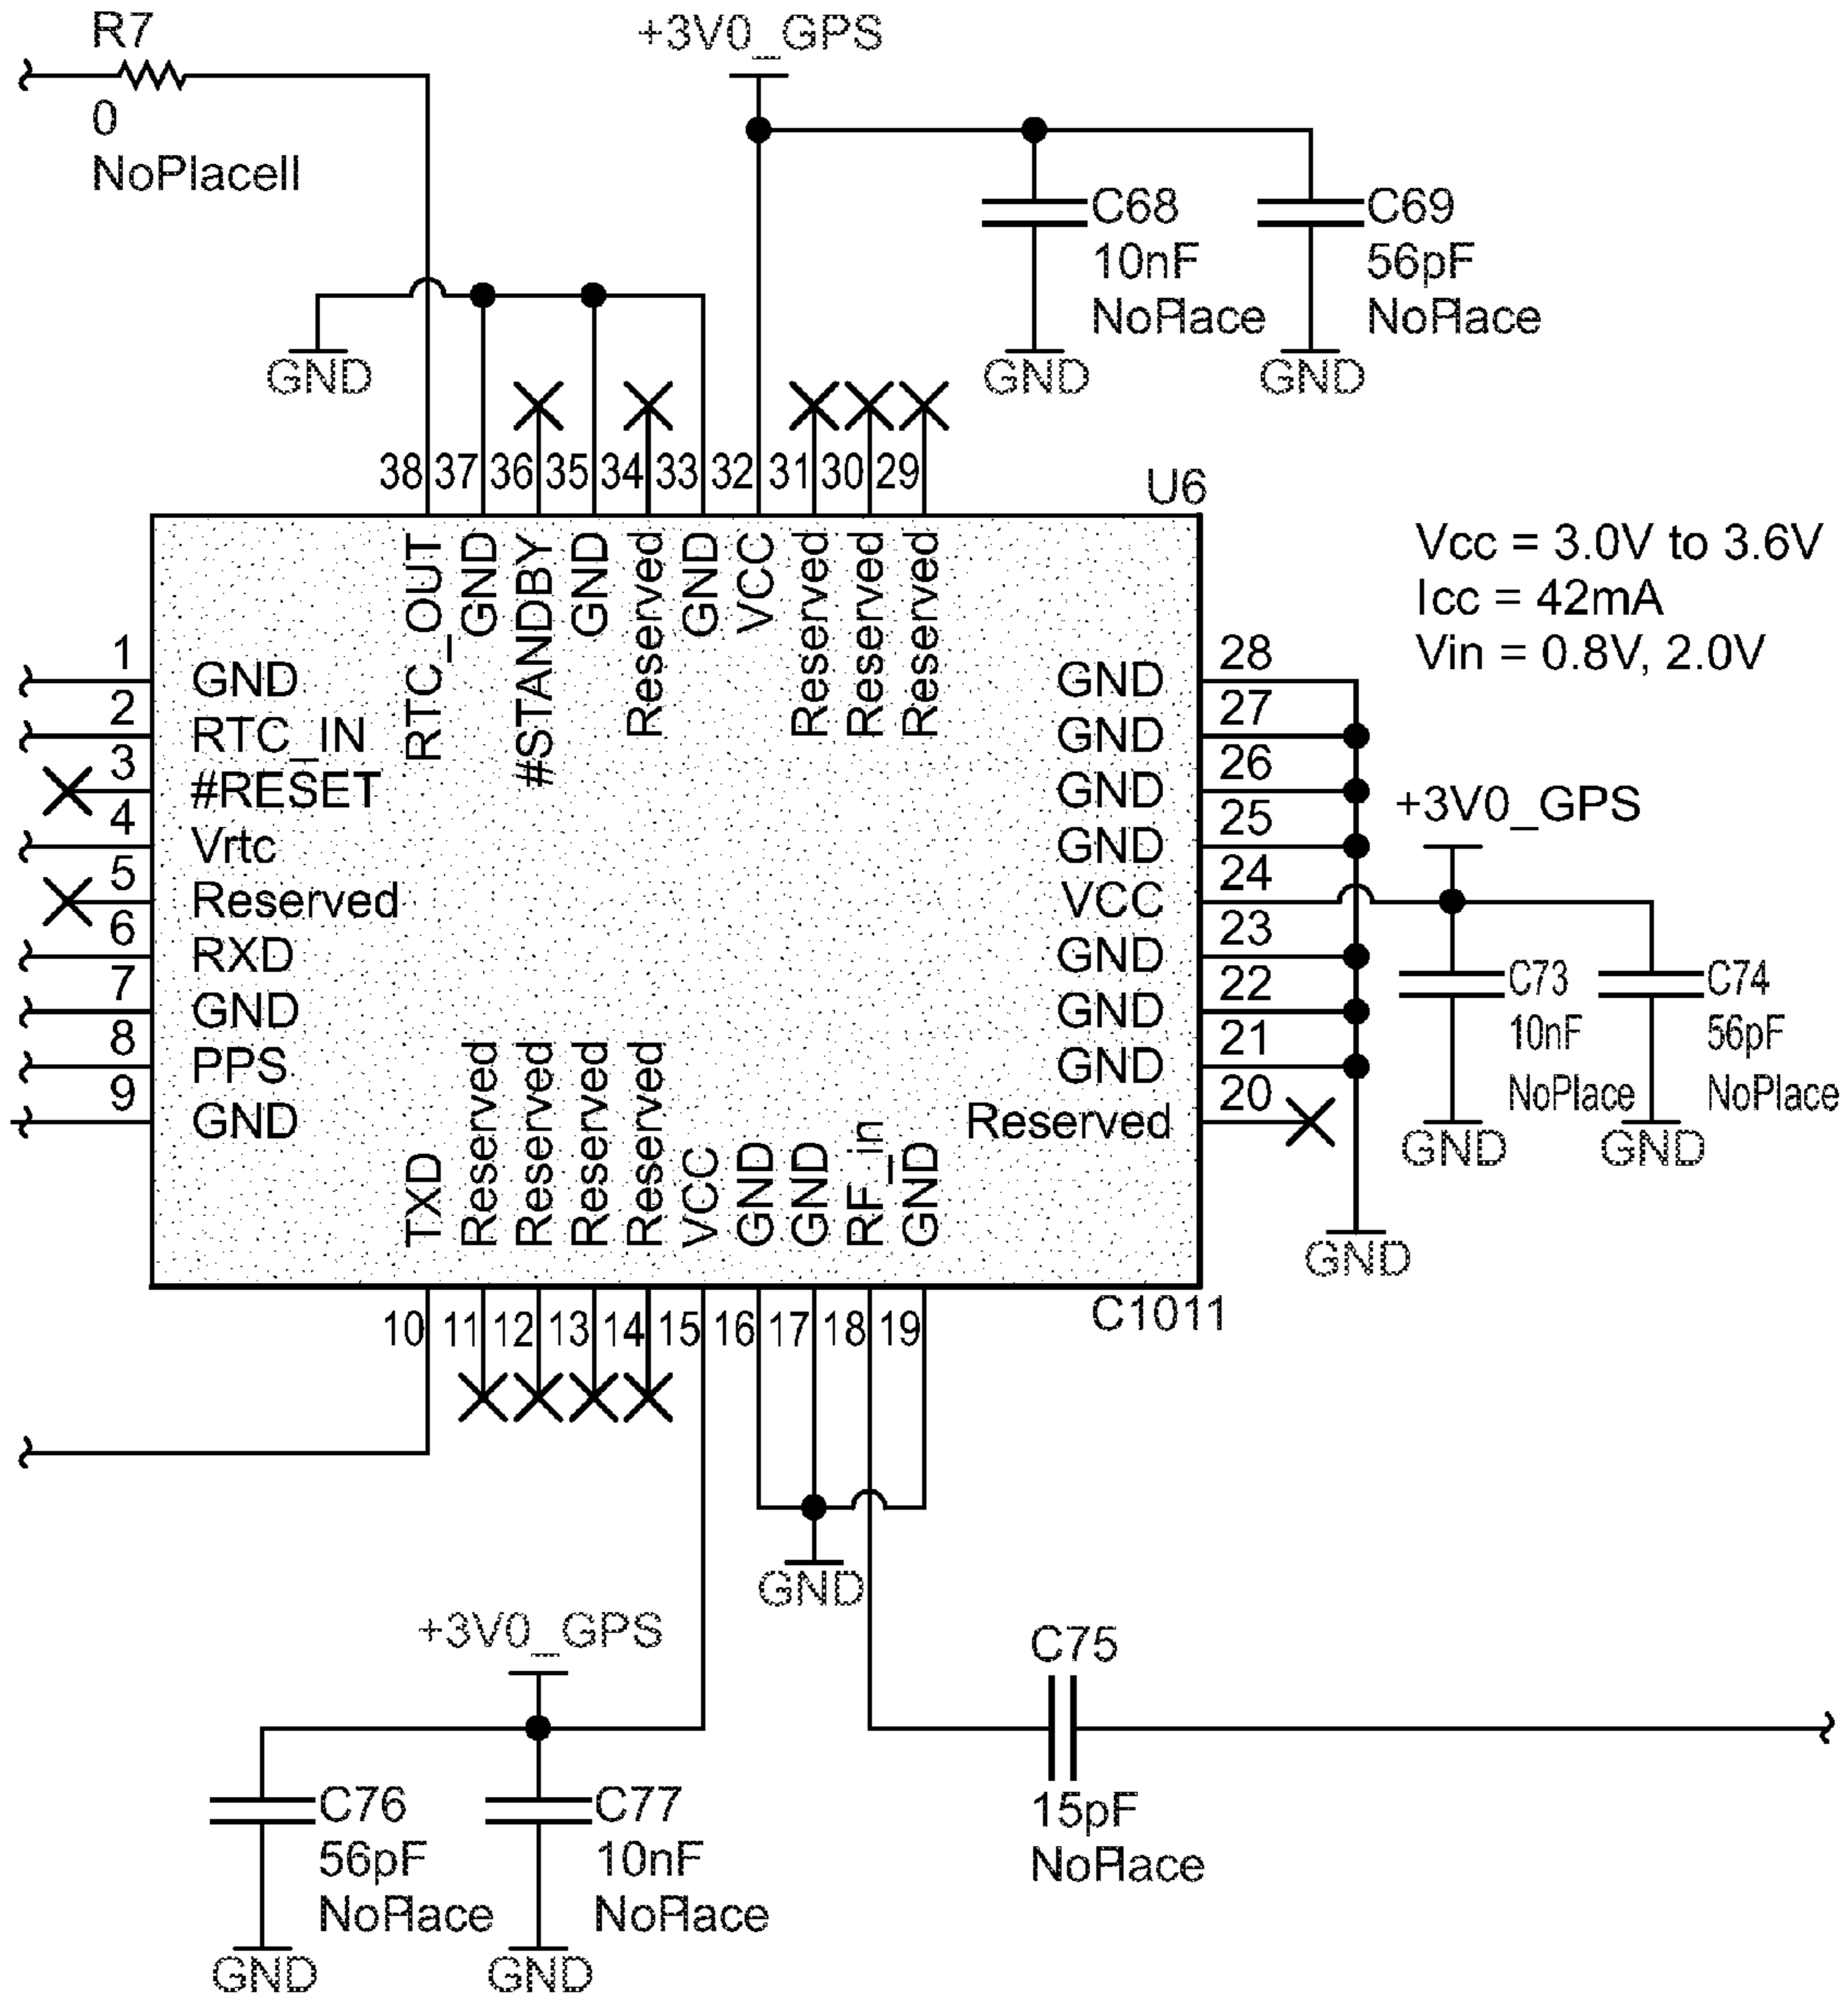 R7
0
NoPlacell
+3V0_GPS
C68
10nF
NoPlace
C69
56pF
NoPlace
GND
GND
GND
38 37 36 35 34 33 32 31 30 29
U6
RTC_OUT
GND
#STANDBY
GND
Reserved
GND
VCC
Reserved
Reserved
Reserved
Vcc = 3.0V to 3.6V
Icc = 42mA
Vin = 0.8V, 2.0V
1 GND
2 RTC_IN
3 #RESET
4 Vrtc
5 Reserved
6 RXD
7 GND
8 PPS
9 GND
GND 28
GND 27
GND 26
GND 25
VCC 24
GND 23
GND 22
GND 21
Reserved 20
+3V0_GPS
C73
10nF
NoPlace
C74
56pF
NoPlace
GND
GND
GND
TXD
Reserved
Reserved
Reserved
Reserved
VCC
GND
GND
RF_in
GND
C1011
10 11 12 13 14 15 16 17 18 19
GND
+3V0_GPS
C75
15pF
NoPlace
C76
56pF
NoPlace
C77
10nF
NoPlace
GND
GND